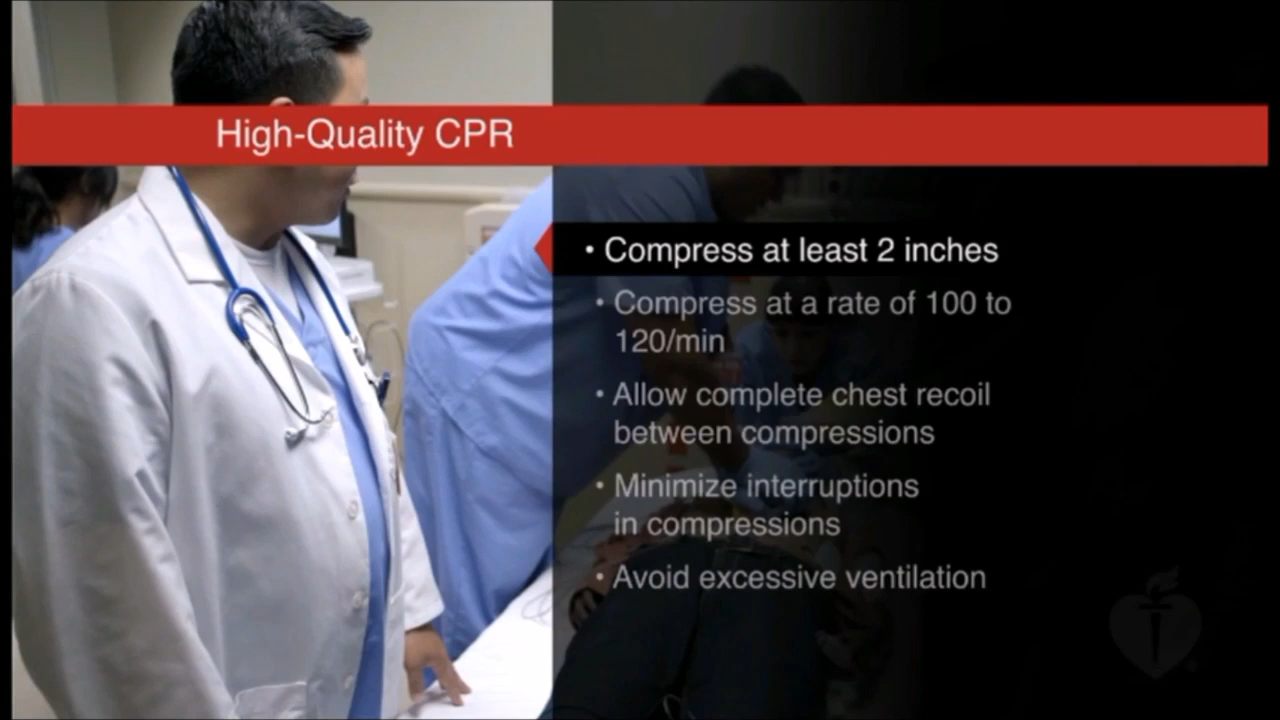 High-Quality CPR
• Compress at least 2 inches
• Compress at a rate of 100 to
120/min
• Allow complete chest recoil
between compressions
• Minimize interruptions
in compressions
• Avoid excessive ventilation